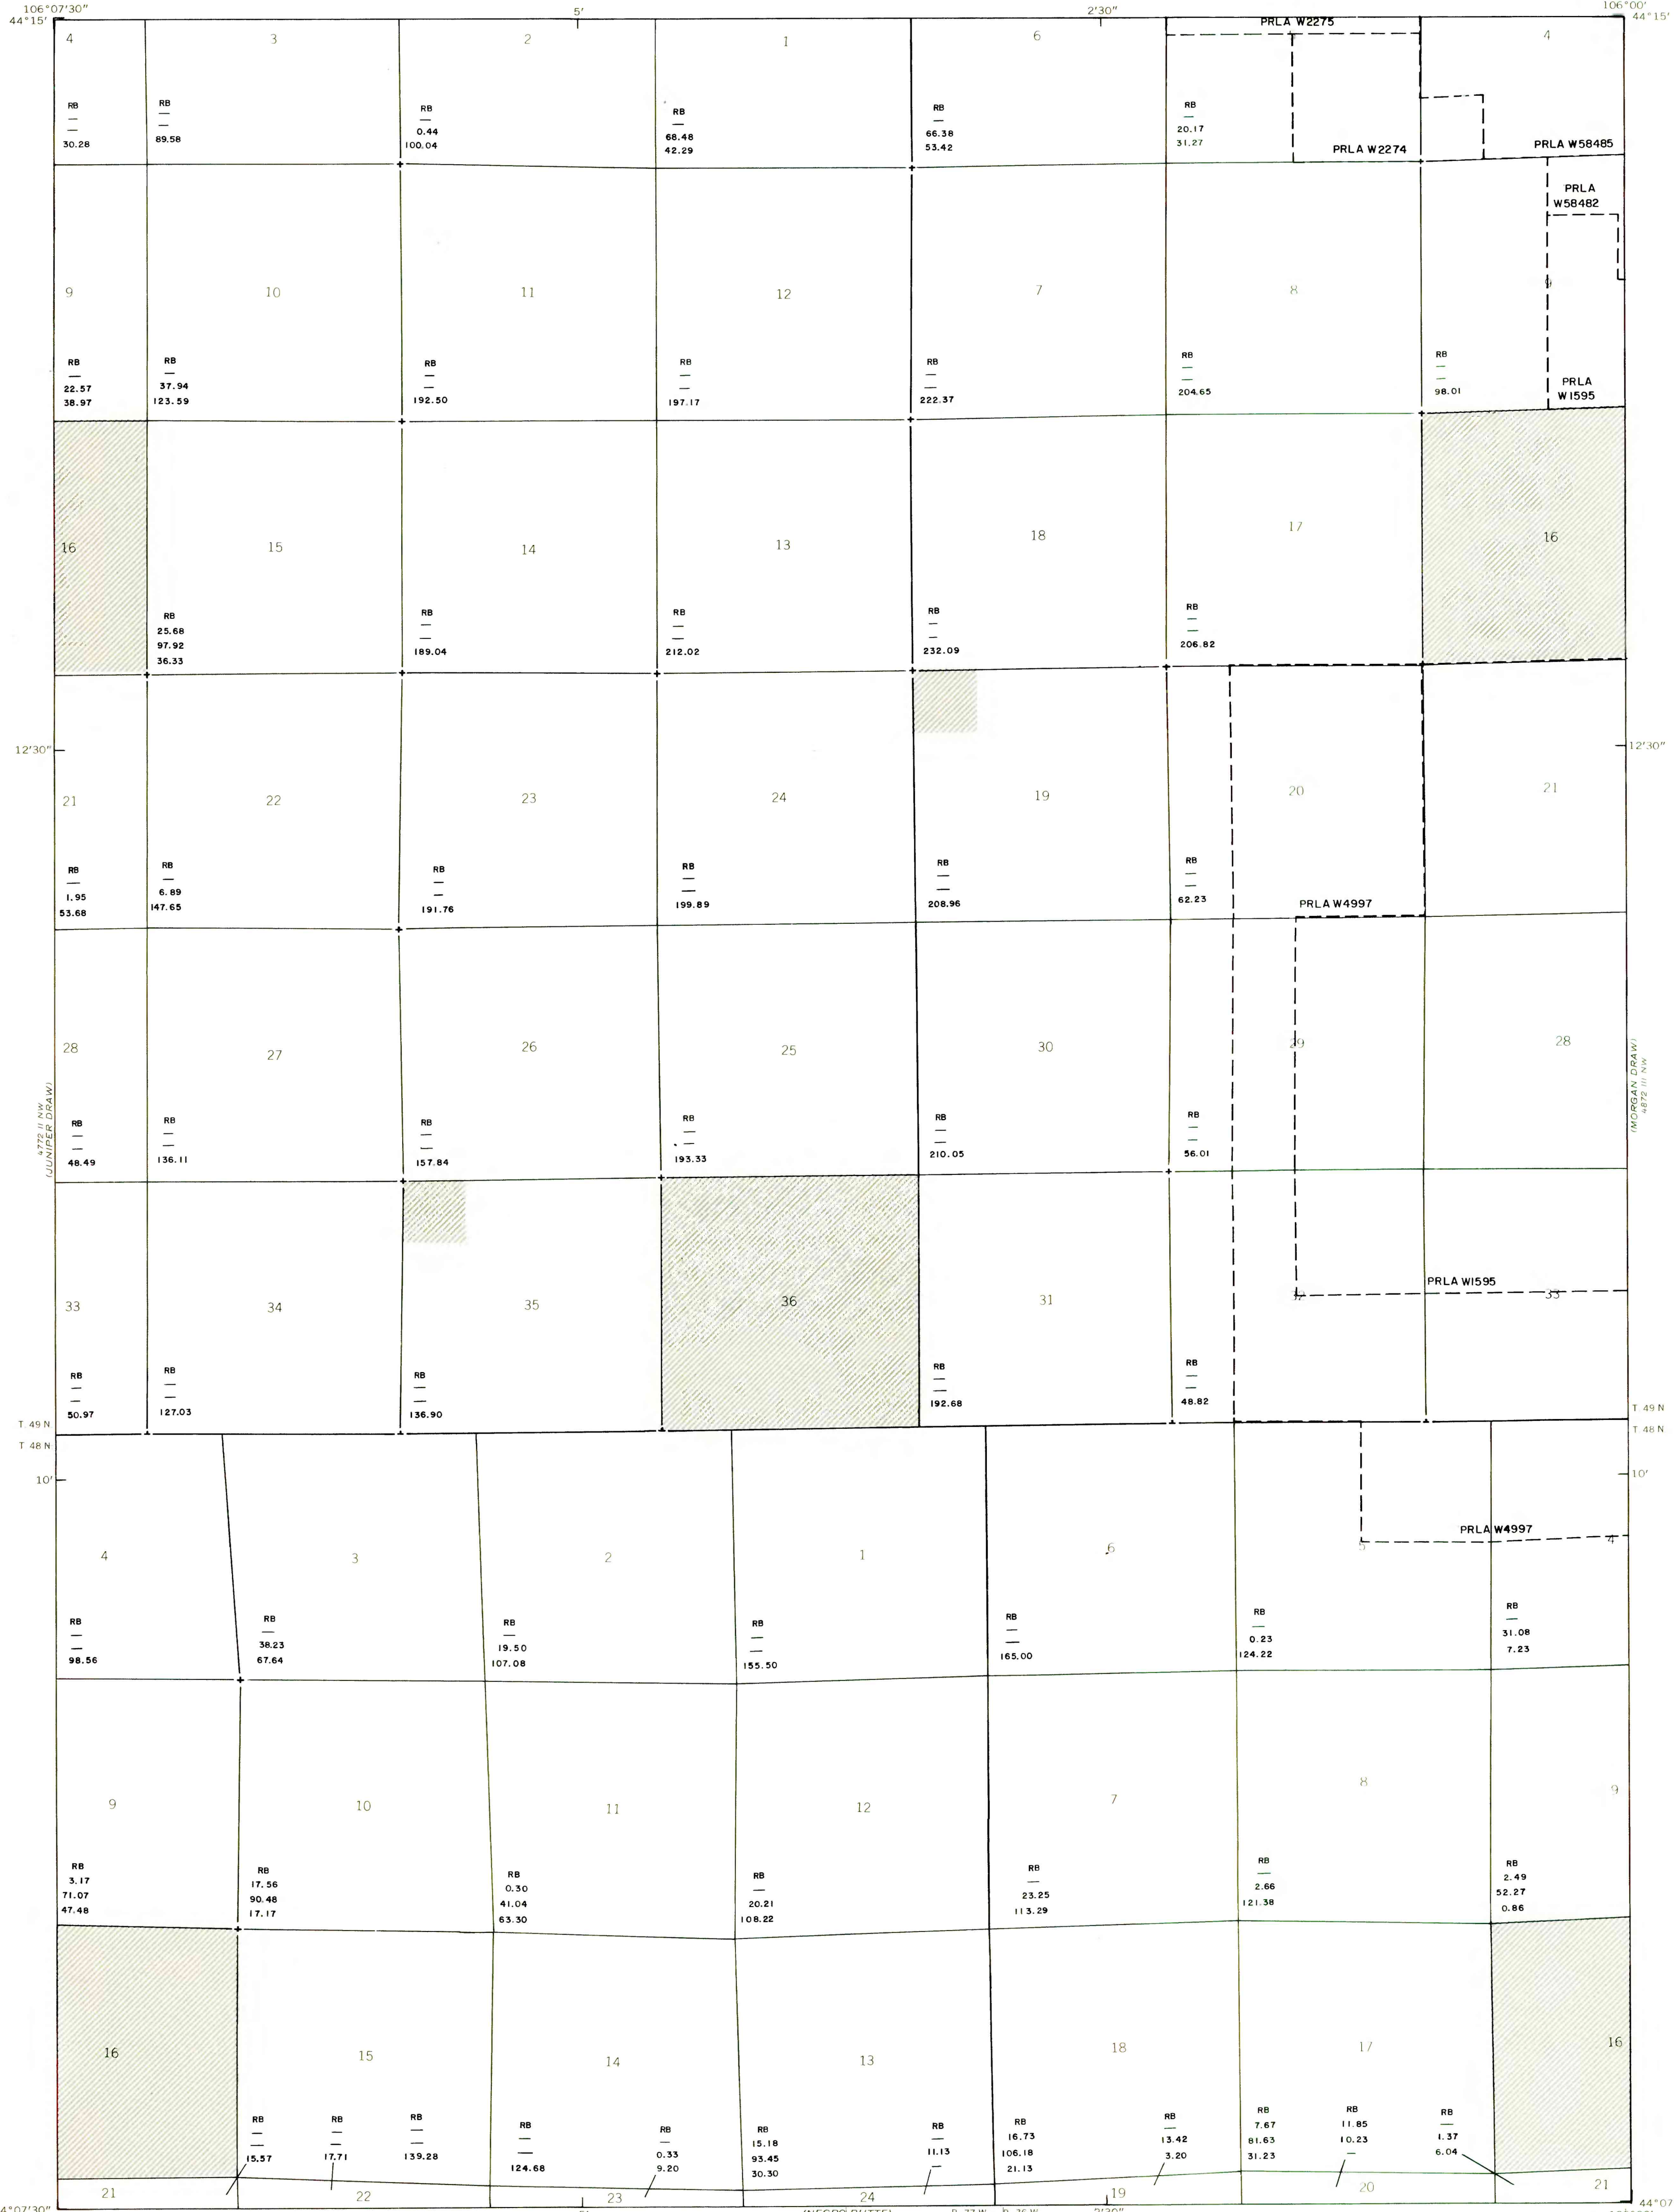 106°07'30" 5' 2'30" 106°00'
44°15' 44°15'
PRLA W2275
4 3 2 1 6 4
RB RB RB RB RB RB
— — — — — —
— — 0.44 68.48 66.38 20.17
30.28 89.58 100.04 42.29 53.42 31.27
PRLA W2274 PRLA W58485
PRLA
W58482
9 10 11 12 7 8 9
RB RB RB RB RB RB RB
— — — — — — —
22.57 37.94 — — — — —
38.97 123.59 192.50 197.17 222.37 204.65 98.01
PRLA
W1595
16 15 14 13 18 17 16
RB RB RB RB RB
25.68 — — — —
97.92 — — — —
36.33 189.04 212.02 232.09 206.82
12'30" 12'30"
21 22 23 24 19 20 21
RB RB RB RB RB RB
— — — — — —
1.95 6.89 — — — —
53.68 147.65 191.76 199.89 208.96 62.23
PRLA W4997
28 27 26 25 30 29 28
4772 II NW
(JUNIPER DRAW)
(MORGAN DRAW)
4872 III NW
RB RB RB RB RB RB
— — — — — —
— — — — — —
48.49 136.11 157.84 193.33 210.05 56.01
PRLA W1595
33 34 35 36 31 32 33
RB RB RB RB RB
— — — — —
— — — — —
50.97 127.03 136.90 192.68 48.82
T 49 N T 49 N
T 48 N T 48 N
10' 10'
PRLA W4997
4 3 2 1 6 5 4
RB RB RB RB RB RB RB
— — — — — — —
— 38.23 19.50 — — 0.23 31.08
98.56 67.64 107.08 155.50 165.00 124.22 7.23
9 10 11 12 7 8 9
RB RB RB RB RB RB RB
3.17 17.56 0.30 — — — 2.49
71.07 90.48 41.04 20.21 23.25 2.66 52.27
47.48 17.17 63.30 108.22 113.29 121.38 0.86
16 15 14 13 18 17 16
RB RB RB RB RB RB RB RB RB RB RB RB
— — — — — 15.18 — 16.73 — 7.67 11.85 —
— — — — 0.33 93.45 11.13 106.18 13.42 81.63 10.23 1.37
15.57 17.71 139.28 124.68 9.20 30.30 — 21.13 3.20 31.23 — 6.04
21 22 23 24 19 20 21